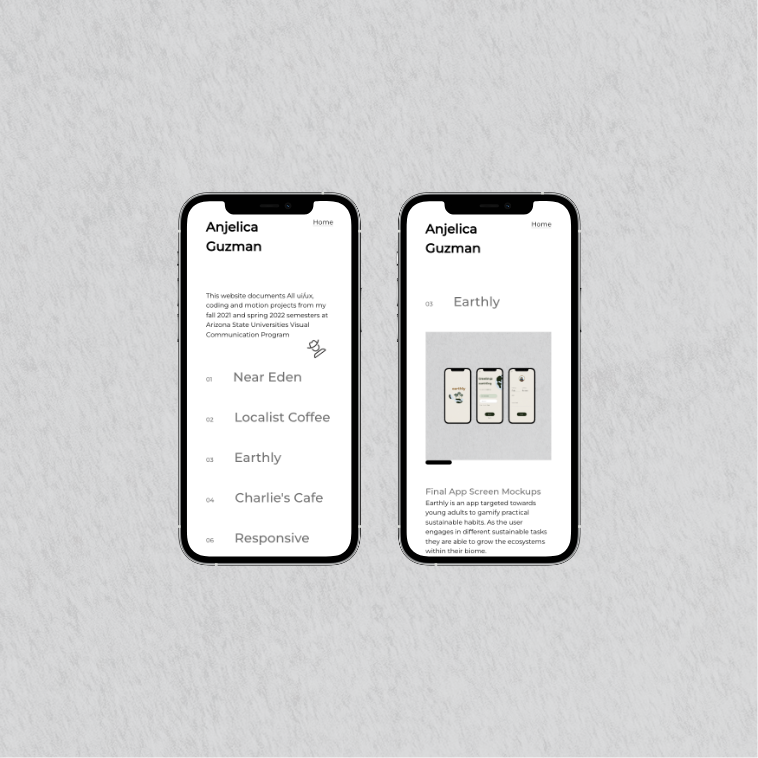 Anjelica
Guzman
Home
This website documents All ui/ux,
coding and motion projects from my
fall 2021 and spring 2022 semesters at
Arizona State Universities Visual
Communication Program
01 Near Eden
02 Localist Coffee
03 Earthly
04 Charlie's Cafe
06 Responsive
Anjelica
Guzman
Home
03 Earthly
earthly
Final App Screen Mockups
Earthly is an app targeted towards
young adults to gamify practical
sustainable habits. As the user
engages in different sustainable tasks
they are able to grow the ecosystems
within their biome.